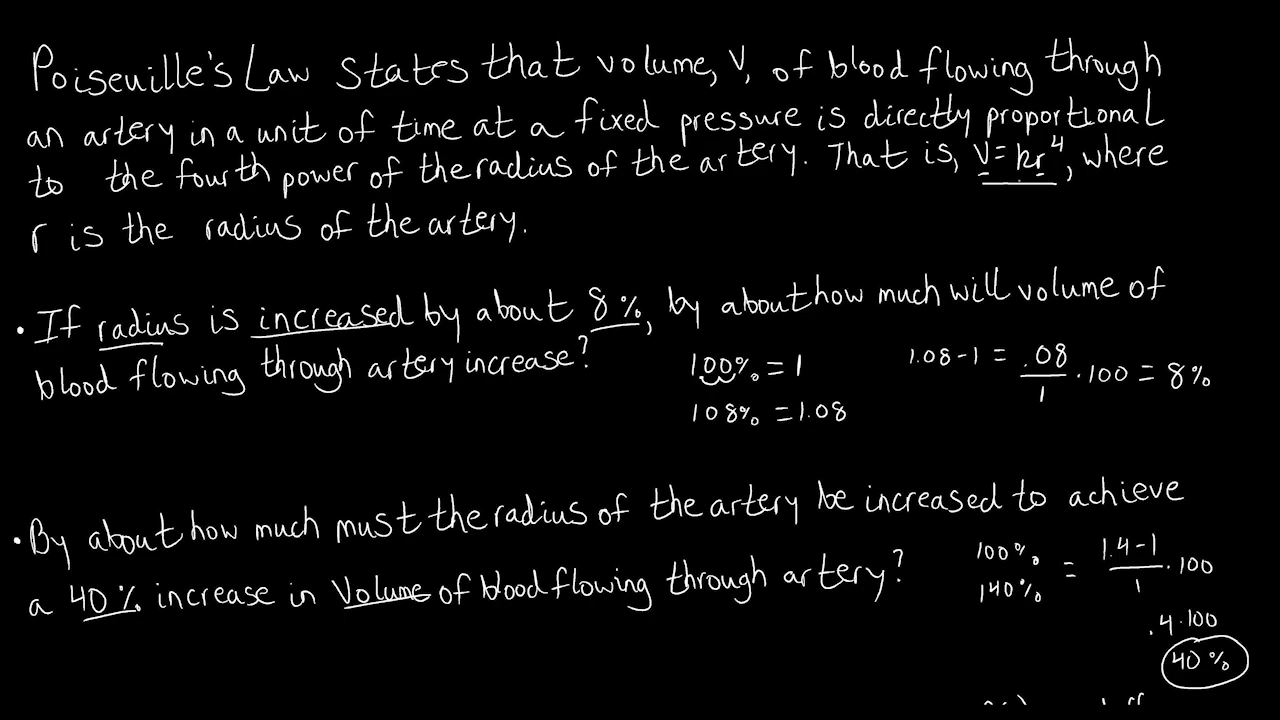 Poiseuille's Law states that volume, V, of blood flowing through
an artery in a unit of time at a fixed pressure is directly proportional
to the fourth power of the radius of the artery. That is, V=kr⁴, where
r is the radius of the artery.
• If radius is increased by about 8%, by about how much will volume of
blood flowing through artery increase?
100% = 1
108% = 1.08
1.08-1 = .08/1 · 100 = 8%
• By about how much must the radius of the artery be increased to achieve
a 40% increase in Volume of blood flowing through artery?
100%
140%
= (1.4-1)/1 · 100
.4 · 100
40%